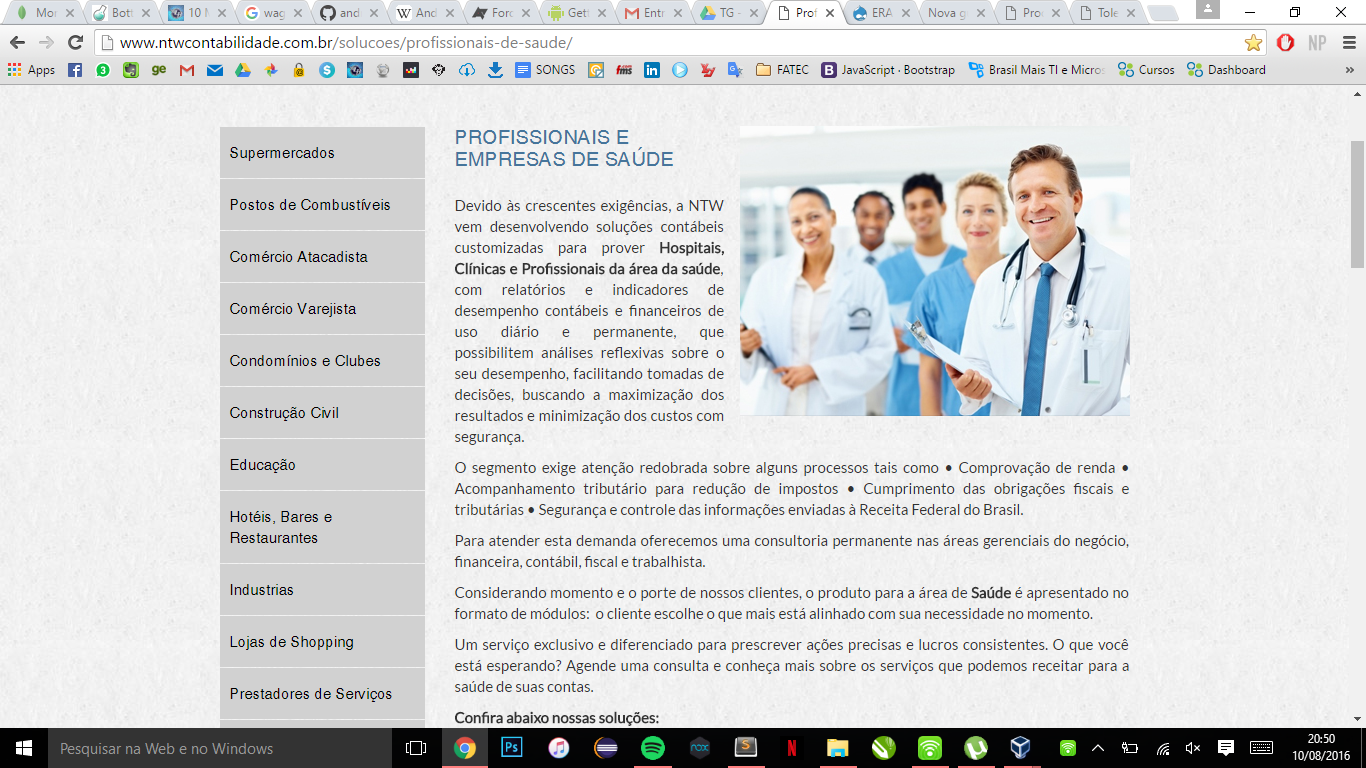 Mor
Bott
10 M
wag
and
And
Forc
Gett
Entr
TG -
Prof
ERA
Nova g
Pro
Tole
www.ntwcontabilidade.com.br/solucoes/profissionais-de-saude/
NP
Apps
3
ge
SONGS
fms
in
FATEC
B
JavaScript · Bootstrap
Brasil Mais TI e Micros
Cursos
Dashboard
»
Supermercados
Postos de Combustíveis
Comércio Atacadista
Comércio Varejista
Condomínios e Clubes
Construção Civil
Educação
Hotéis, Bares e
Restaurantes
Industrias
Lojas de Shopping
Prestadores de Serviços
PROFISSIONAIS E
EMPRESAS DE SAÚDE
Devido às crescentes exigências, a NTW
vem desenvolvendo soluções contábeis
customizadas para prover Hospitais,
Clínicas e Profissionais da área da saúde,
com relatórios e indicadores de
desempenho contábeis e financeiros de
uso diário e permanente, que
possibilitem análises reflexivas sobre o
seu desempenho, facilitando tomadas de
decisões, buscando a maximização dos
resultados e minimização dos custos com
segurança.
O segmento exige atenção redobrada sobre alguns processos tais como • Comprovação de renda •
Acompanhamento tributário para redução de impostos • Cumprimento das obrigações fiscais e
tributárias • Segurança e controle das informações enviadas à Receita Federal do Brasil.
Para atender esta demanda oferecemos uma consultoria permanente nas áreas gerenciais do negócio,
financeira, contábil, fiscal e trabalhista.
Considerando momento e o porte de nossos clientes, o produto para a área de Saúde é apresentado no
formato de módulos: o cliente escolhe o que mais está alinhado com sua necessidade no momento.
Um serviço exclusivo e diferenciado para prescrever ações precisas e lucros consistentes. O que você
está esperando? Agende uma consulta e conheça mais sobre os serviços que podemos receitar para a
saúde de suas contas.
Confira abaixo nossas soluções:
Pesquisar na Web e no Windows
Ps
nox
S
N
20:50
10/08/2016